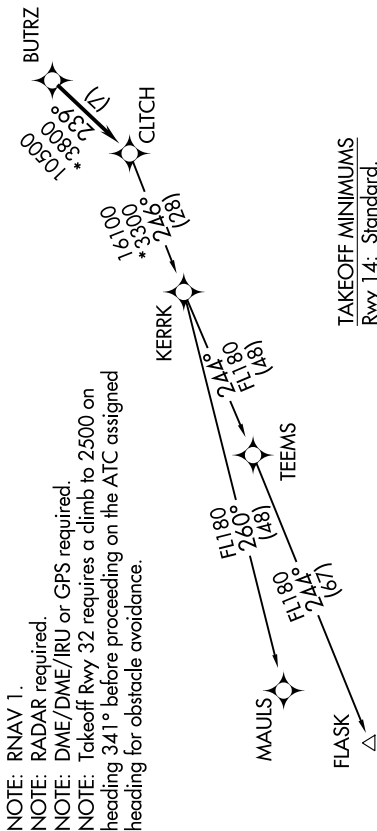 NOTE: RNAV 1.
NOTE: RADAR required.
NOTE: DME/DME/IRU or GPS required.
NOTE: Takeoff Rwy 32 requires a climb to 2500 on
heading 341° before proceeding on the ATC assigned
heading for obstacle avoidance.
BUTRZ
10500
*3800
239°
(7)
CLTCH
16100
*3300
246°
(28)
KERRK
FL180
244°
(48)
TEEMS
FL180
260°
(48)
MAULS
FL180
244°
(67)
FLASK
TAKEOFF MINIMUMS
Rwy 14: Standard.